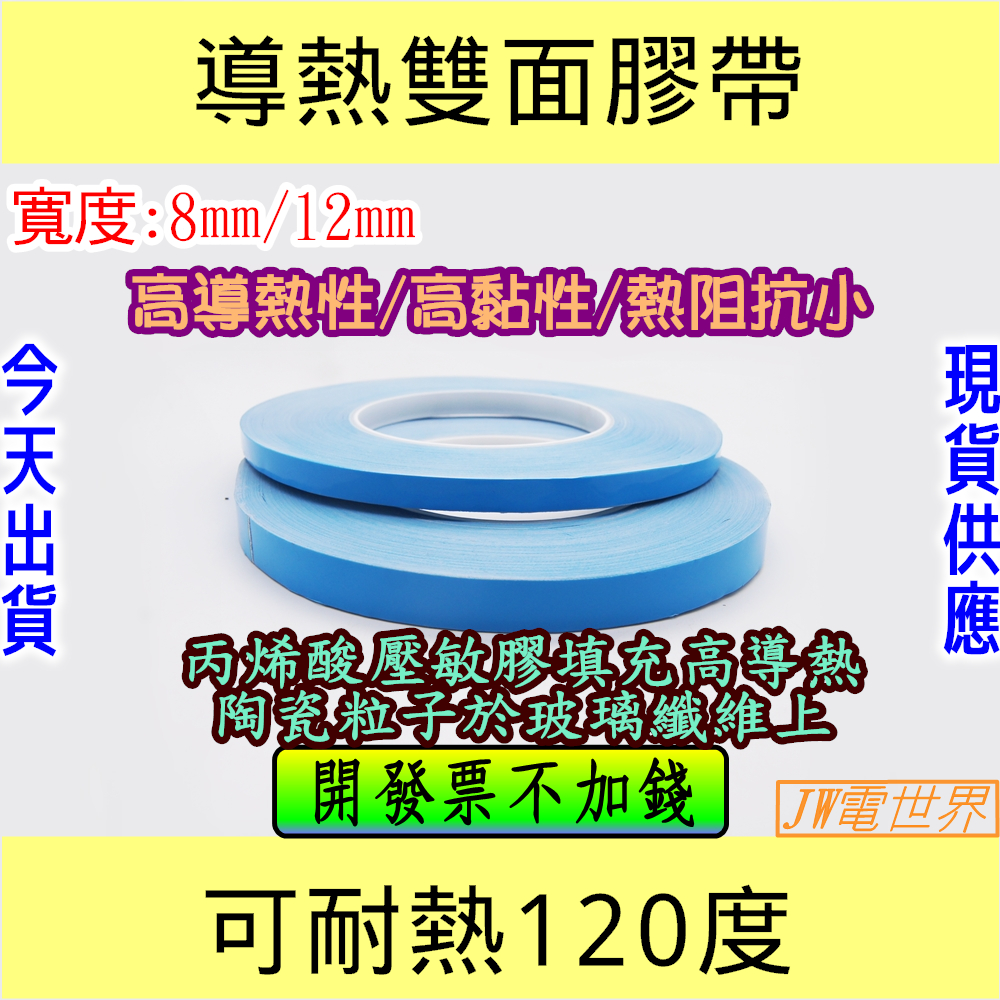 導熱雙面膠帶
寬度:8mm/12mm
高導熱性/高黏性/熱阻抗小
今天出貨
現貨供應
丙烯酸壓敏膠填充高導熱
陶瓷粒子於玻璃纖維上
開發票不加錢
JW電世界
可耐熱120度